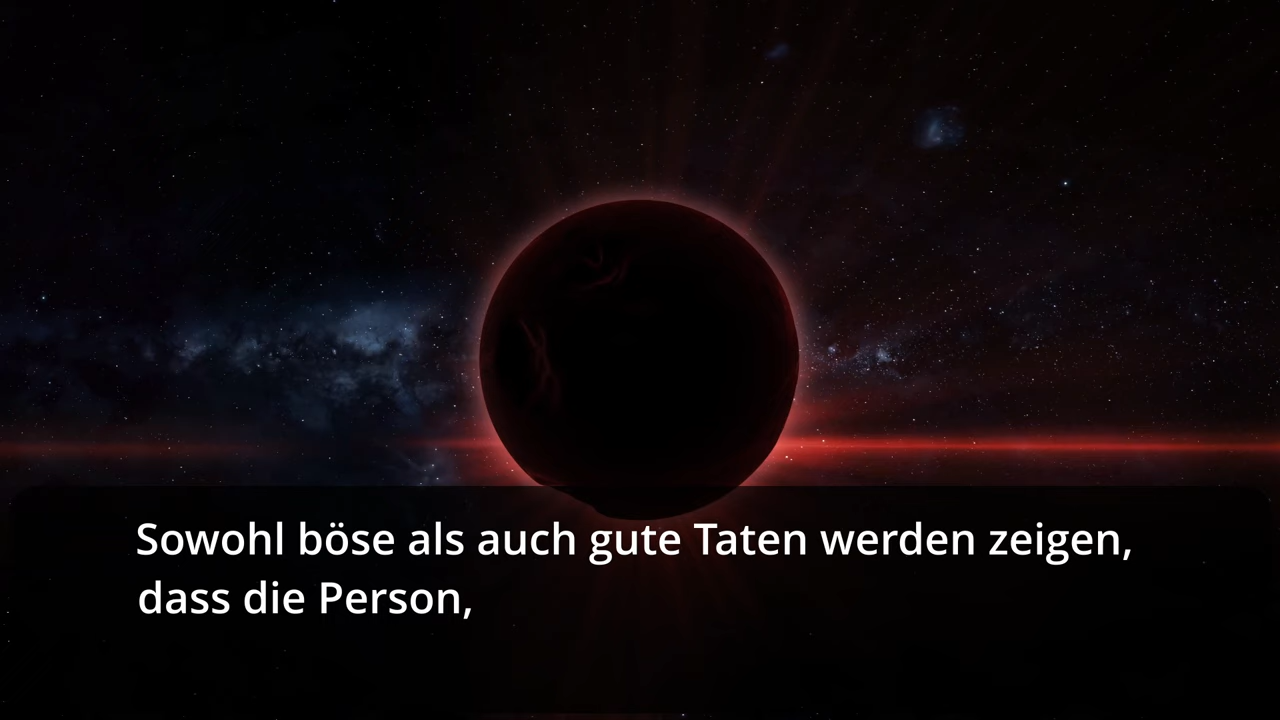 Sowohl böse als auch gute Taten werden zeigen,
dass die Person,